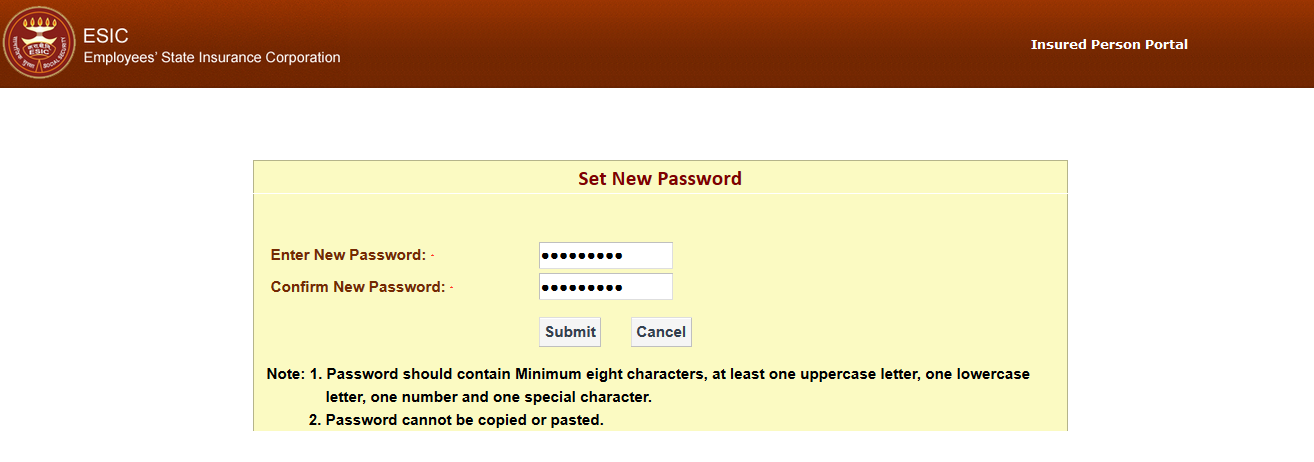 ESIC
Employees' State Insurance Corporation
Insured Person Portal
Set New Password
Enter New Password: -
Confirm New Password: -
Submit Cancel
Note: 1. Password should contain Minimum eight characters, at least one uppercase letter, one lowercase
letter, one number and one special character.
2. Password cannot be copied or pasted.